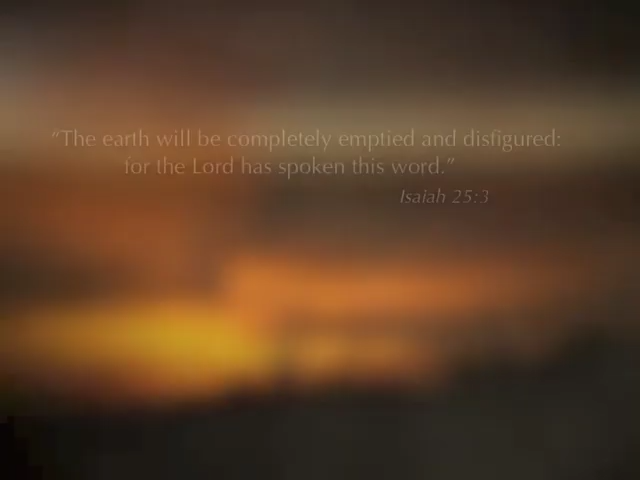 “The earth will be completely emptied and disfigured:
for the Lord has spoken this word.”
Isaiah 25:3